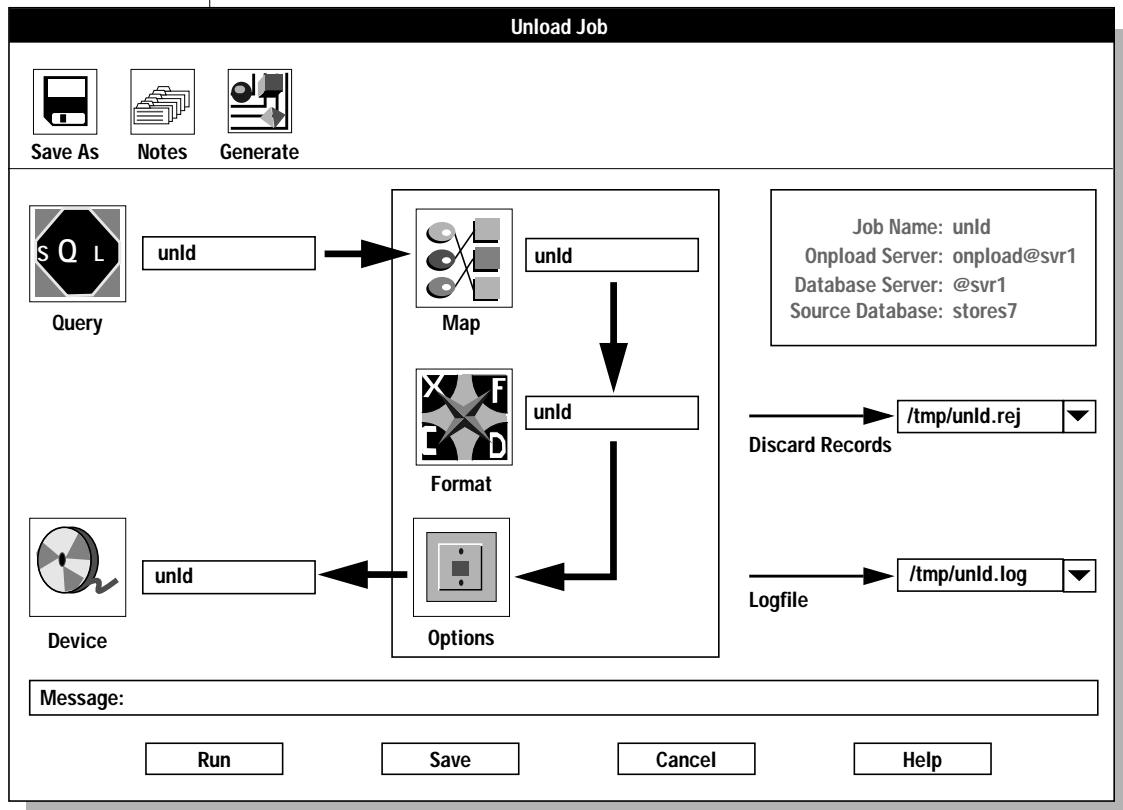 Unload Job
Save As
Notes
Generate
S Q L
unld
Query
unld
Map
Job Name: unld
Onpload Server: onpload@svr1
Database Server: @svr1
Source Database: stores7
X F
I D
unld
Format
/tmp/unld.rej
Discard Records
unld
Device
Options
/tmp/unld.log
Logfile
Message:
Run
Save
Cancel
Help